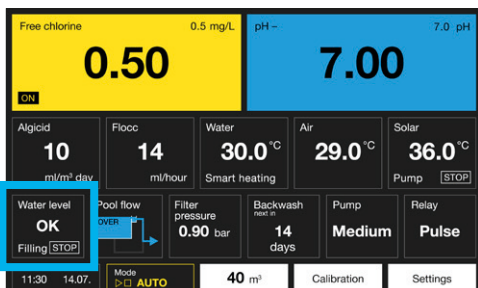 Free chlorine 0.5 mg/L
0.50
ON
pH – 7.0 pH
7.00
Algicid
10
ml/m³ day
Flocc
14
ml/hour
Water
30.0 °C
Smart heating
Air
29.0 °C
Solar
36.0 °C
Pump STOP
Water level
OK
Filling STOP
Pool flow
OVER
Filter
pressure
0.90 bar
Backwash
next in
14
days
Pump
Medium
Relay
Pulse
11:30 14.07.
Mode
AUTO
40 m³
Calibration
Settings